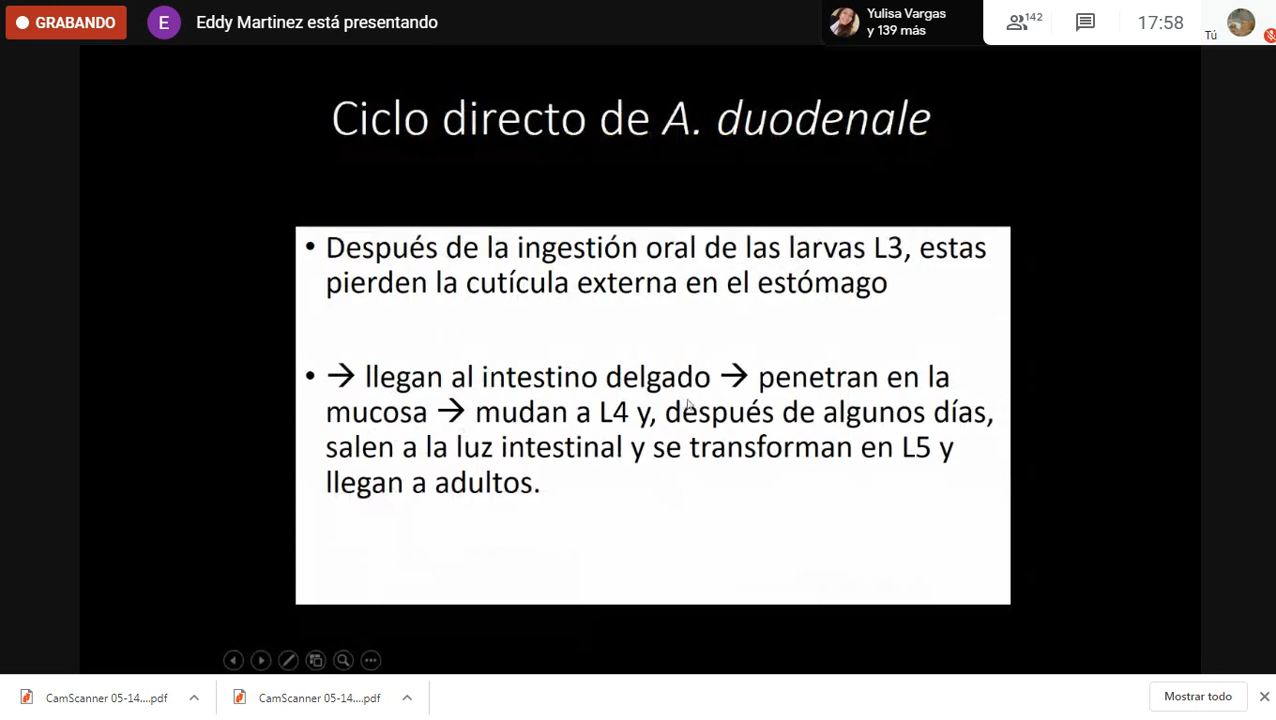 GRABANDO
E
Eddy Martinez está presentando
Yulisa Vargas
y 139 más
142
17:58
Tú
Ciclo directo de A. duodenale
• Después de la ingestión oral de las larvas L3, estas
pierden la cutícula externa en el estómago
• → llegan al intestino delgado → penetran en la
mucosa → mudan a L4 y, después de algunos días,
salen a la luz intestinal y se transforman en L5 y
llegan a adultos.
CamScanner 05-14....pdf
CamScanner 05-14....pdf
Mostrar todo